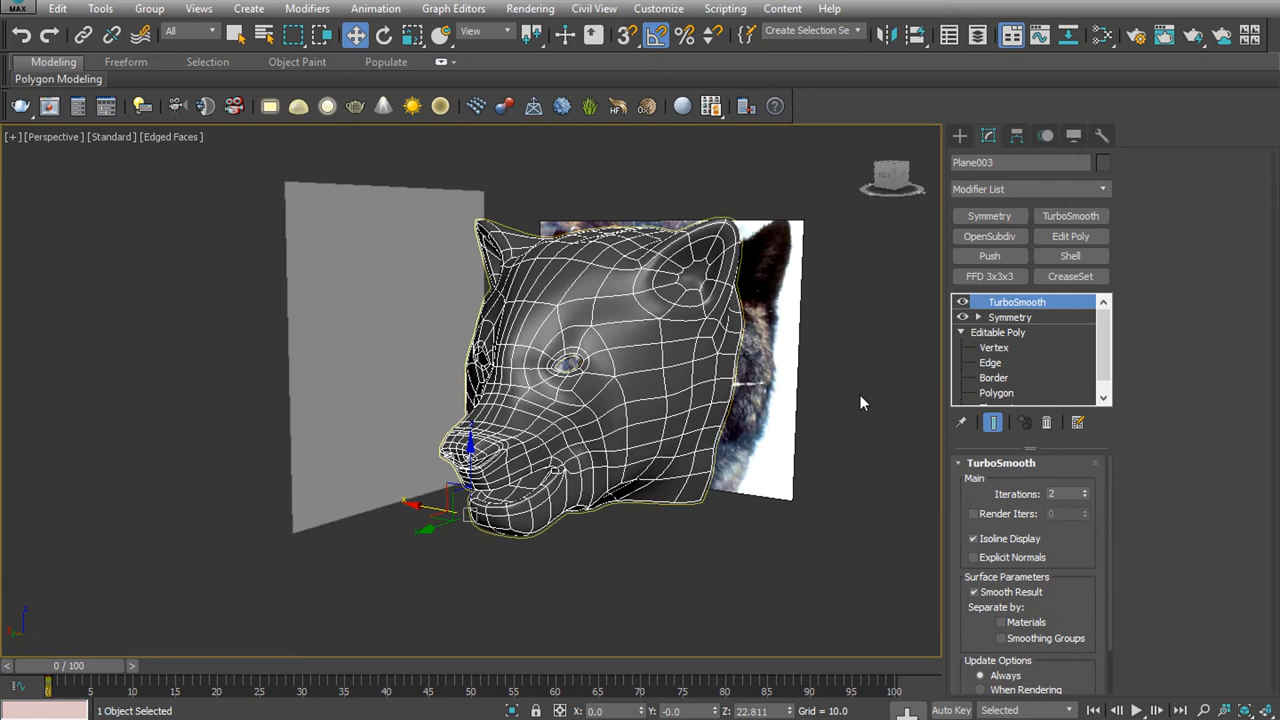 MAX
Edit Tools Group Views Create Modifiers Animation Graph Editors Rendering Civil View Customize Scripting Content Help
All View 3 Create Selection Se
Modeling Freeform Selection Object Paint Populate
Polygon Modeling
[+] [Perspective ] [Standard ] [Edged Faces ]
Plane003
Modifier List
Symmetry TurboSmooth
OpenSubdiv Edit Poly
Push Shell
FFD 3x3x3 CreaseSet
TurboSmooth
Symmetry
Editable Poly
Vertex
Edge
Border
Polygon
TurboSmooth
Main
Iterations: 2
Render Iters: 0
Isoline Display
Explicit Normals
Surface Parameters
Smooth Result
Separate by:
Materials
Smoothing Groups
Update Options
Always
When Rendering
< 0 / 100 >
0 5 10 15 20 25 30 35 40 45 50 55 60 65 70 75 80 85 90 95 100
1 Object Selected X: 0.0 Y: -0.0 Z: 22.811 Grid = 10.0 Auto Key Selected